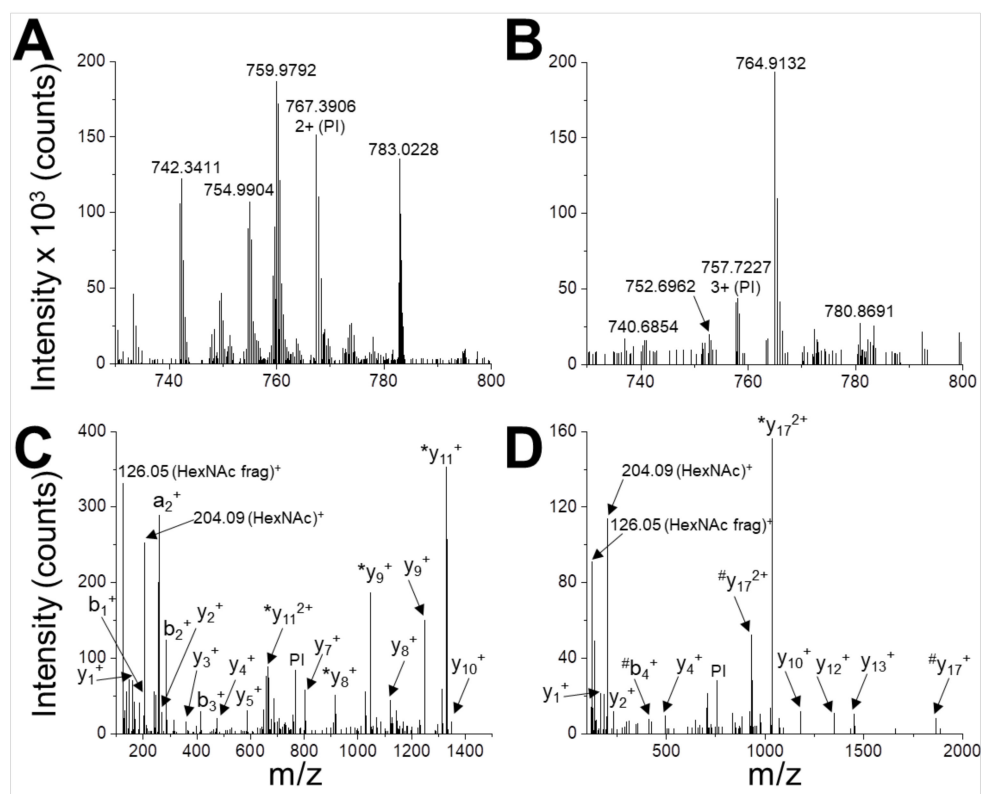 A
B
Intensity x 10³ (counts)
200
150
100
50
0
759.9792
767.3906
2+ (PI)
783.0228
742.3411
754.9904
740
760
780
800
200
150
100
50
0
764.9132
757.7227
3+ (PI)
752.6962
740.6854
780.8691
740
760
780
800
C
D
Intensity (counts)
400
300
200
100
0
126.05 (HexNAc frag)⁺
a₂⁺
204.09 (HexNAc)⁺
*y₁₁⁺
*y₉⁺
y₉⁺
b₁⁺
b₂⁺
y₂⁺
*y₁₁²⁺
y₃⁺
y₄⁺
PI
y₇⁺
y₈⁺
y₁⁺
b₃⁺
y₅⁺
*y₈⁺
y₁₀⁺
200
400
600
800
1000
1200
1400
m/z
160
120
80
40
0
*y₁₇²⁺
204.09 (HexNAc)⁺
126.05 (HexNAc frag)⁺
#y₁₇²⁺
y₁⁺
y₂⁺
#b₄⁺
y₄⁺
PI
y₁₀⁺
y₁₂⁺
y₁₃⁺
#y₁₇⁺
500
1000
1500
2000
m/z